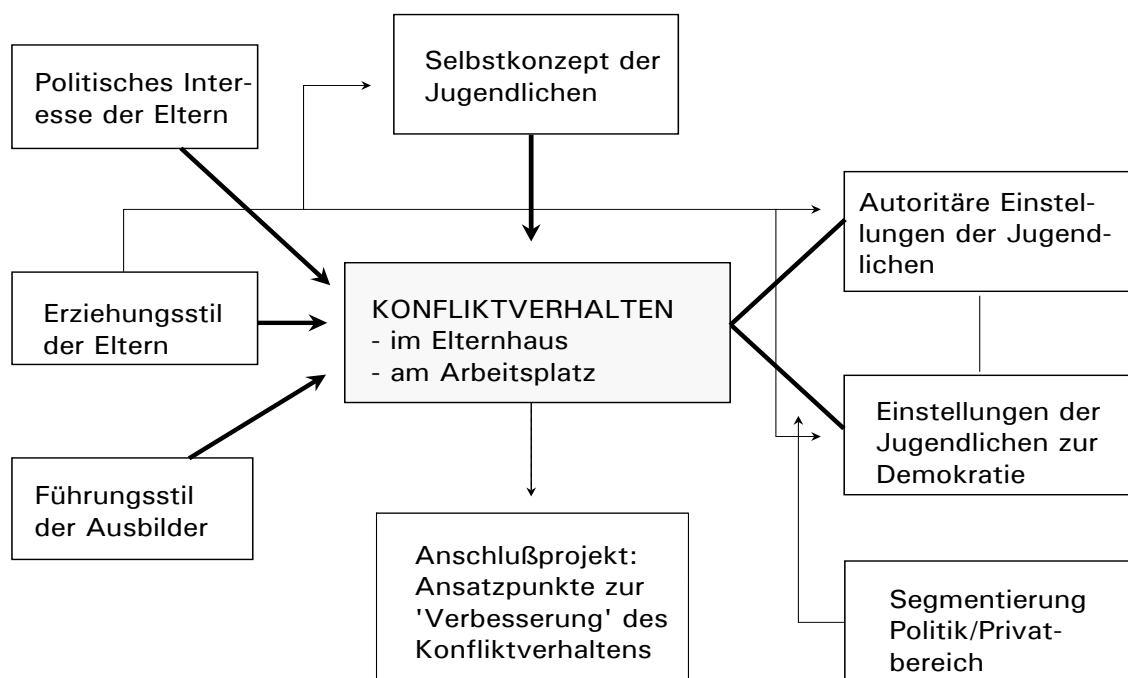 Politisches Inter-
esse der Eltern
Selbstkonzept der
Jugendlichen
Autoritäre Einstel-
lungen der Jugend-
lichen
Erziehungsstil
der Eltern
KONFLIKTVERHALTEN
- im Elternhaus
- am Arbeitsplatz
Einstellungen der
Jugendlichen zur
Demokratie
Führungsstil
der Ausbilder
Anschlußprojekt:
Ansatzpunkte zur
'Verbesserung' des
Konfliktverhaltens
Segmentierung
Politik/Privat-
bereich